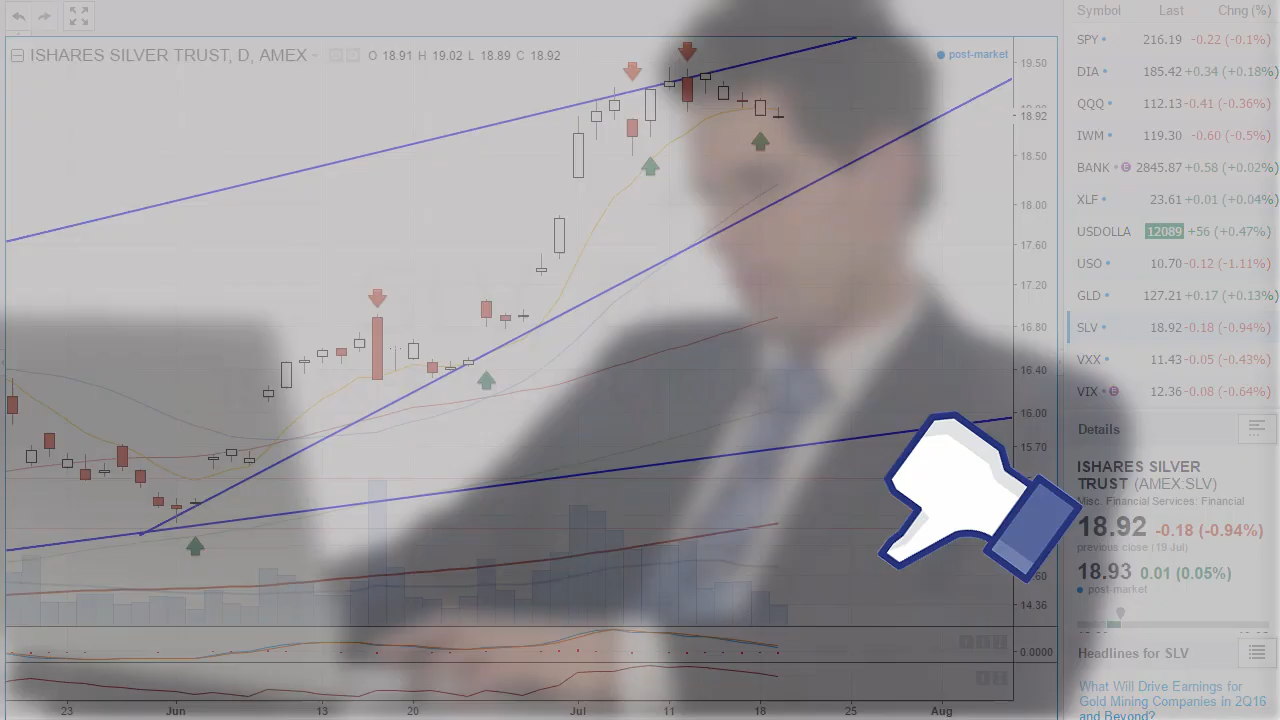 Symbol Last Chng (%)
ISHARES SILVER TRUST, D, AMEX O 18.91 H 19.02 L 18.89 C 18.92
post-market
SPY 216.19 -0.22 (-0.1%)
DIA 185.42 +0.34 (+0.18%)
QQQ 112.13 -0.41 (-0.36%)
IWM 119.30 -0.60 (-0.5%)
BANK E 2845.87 +0.58 (+0.02%)
XLF 23.61 +0.01 (+0.04%)
USDOLLA 12089 +56 (+0.47%)
USO 10.70 -0.12 (-1.11%)
GLD 127.21 +0.17 (+0.13%)
SLV 18.92 -0.18 (-0.94%)
VXX 11.43 -0.05 (-0.43%)
VIX E 12.36 -0.08 (-0.64%)
19.50
18.92
18.50
18.00
17.60
17.20
16.80
16.40
16.00
15.70
14.36
0.0000
Details
ISHARES SILVER
TRUST (AMEX:SLV)
Misc. Financial Services: Financial
18.92 -0.18 (-0.94%)
previous close (19 Jul)
18.93 0.01 (0.05%)
post-market
Headlines for SLV
What Will Drive Earnings for
Gold Mining Companies in 2Q16
and Beyond?
23 Jun 13 20 Jul 11 18 25 Aug